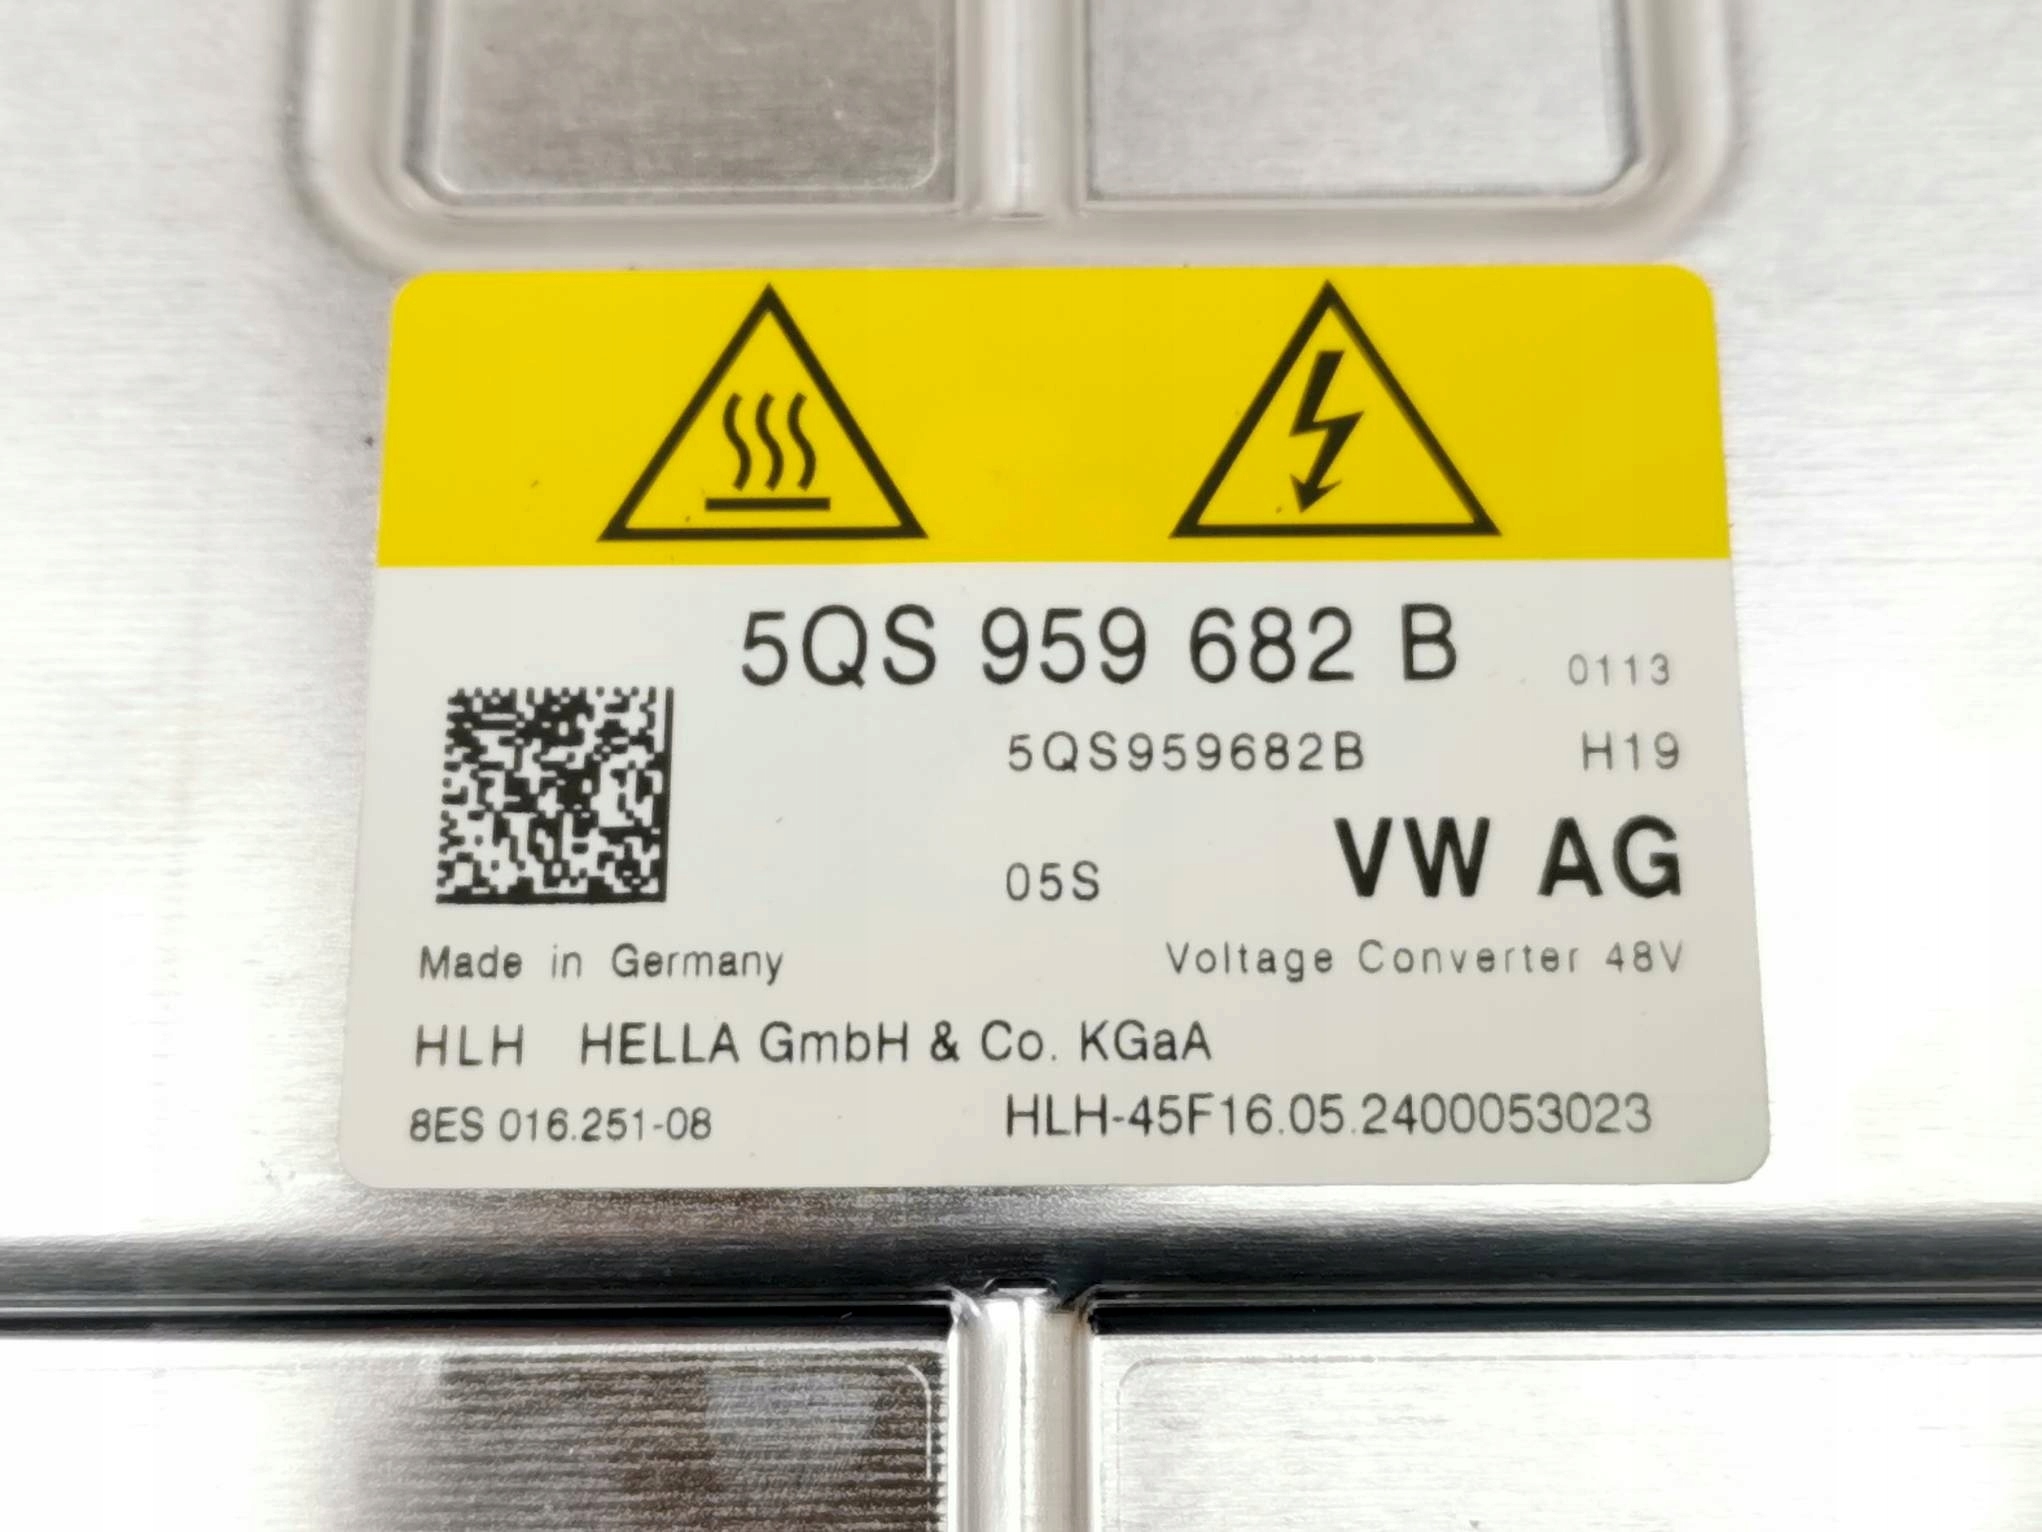 5QS 959 682 B 0113
5QS959682B H19
05S VW AG
Made in Germany Voltage Converter 48V
HLH HELLA GmbH & Co. KGaA
8ES 016.251-08 HLH-45F16.05.2400053023